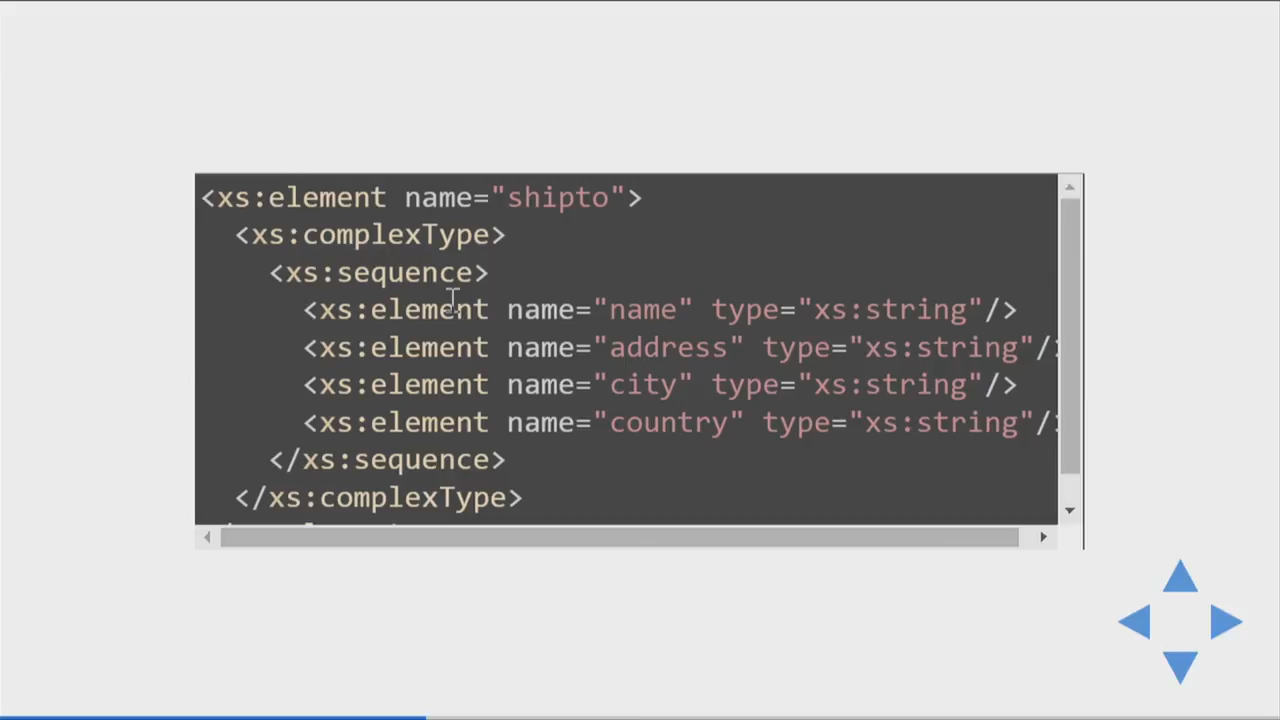 <xs:element name="shipto">
<xs:complexType>
<xs:sequence>
<xs:element name="name" type="xs:string"/>
<xs:element name="address" type="xs:string"/
<xs:element name="city" type="xs:string"/>
<xs:element name="country" type="xs:string"/
</xs:sequence>
</xs:complexType>